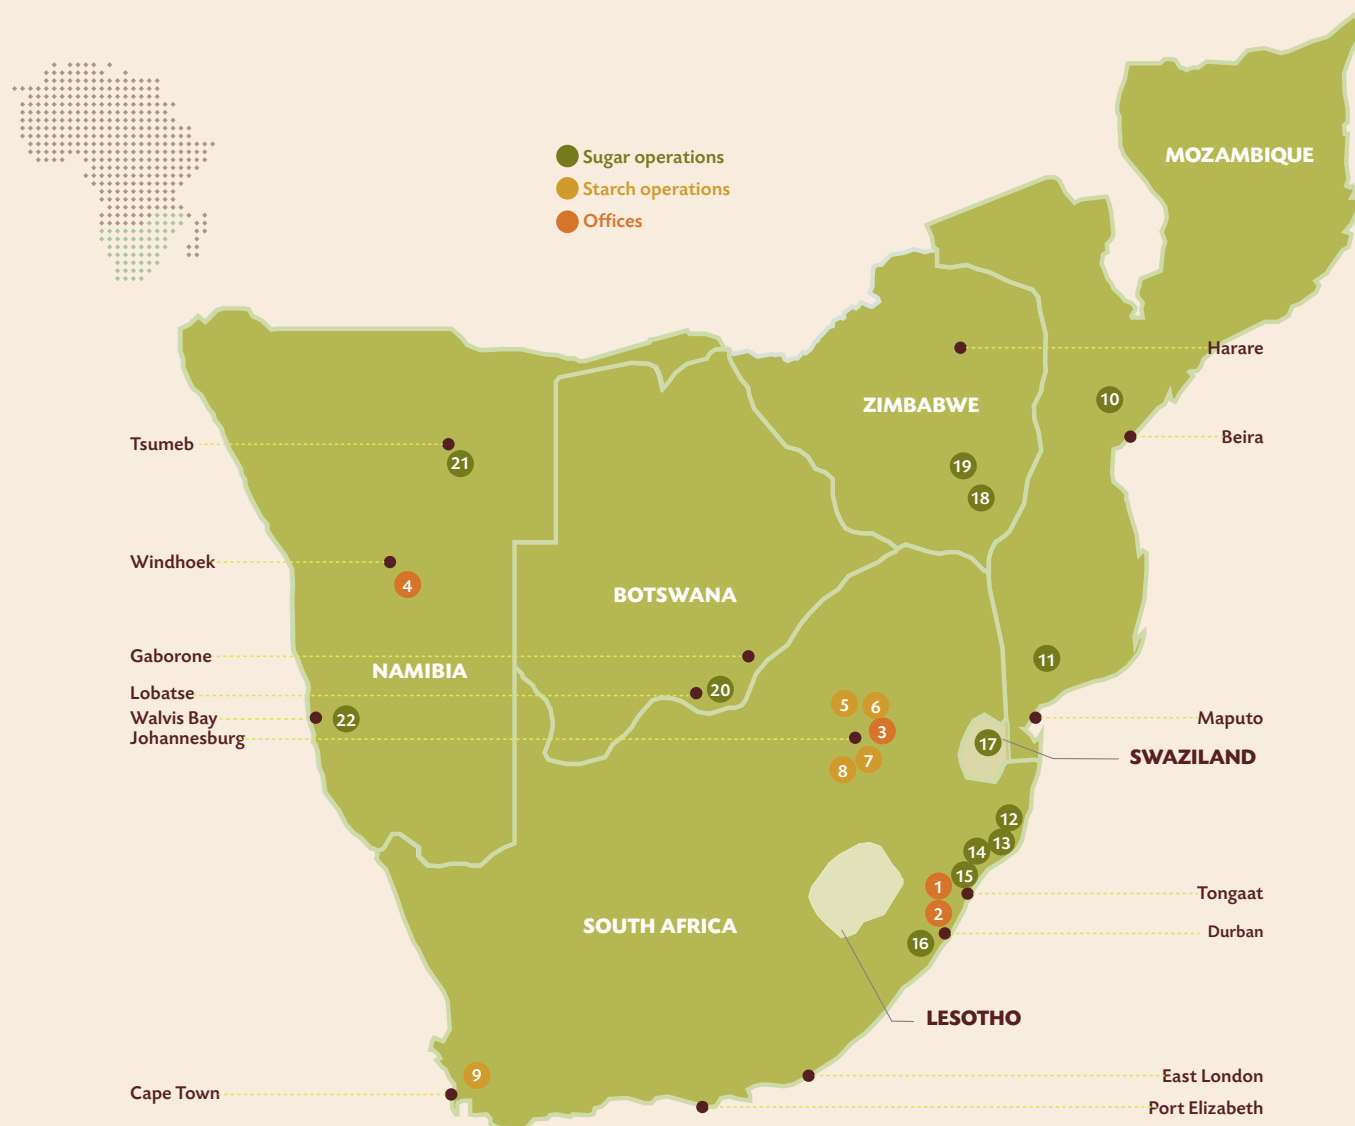 MOZAMBIQUE
Sugar operations
Starch operations
Offices
Harare
10
ZIMBABWE
Beira
Tsumeb
21
19
18
Windhoek
4
BOTSWANA
Gaborone
NAMIBIA
11
Lobatse
20
5
6
Walvis Bay
22
Maputo
Johannesburg
3
17
SWAZILAND
7
8
12
13
14
15
1
Tongaat
2
SOUTH AFRICA
Durban
16
LESOTHO
9
East London
Cape Town
Port Elizabeth